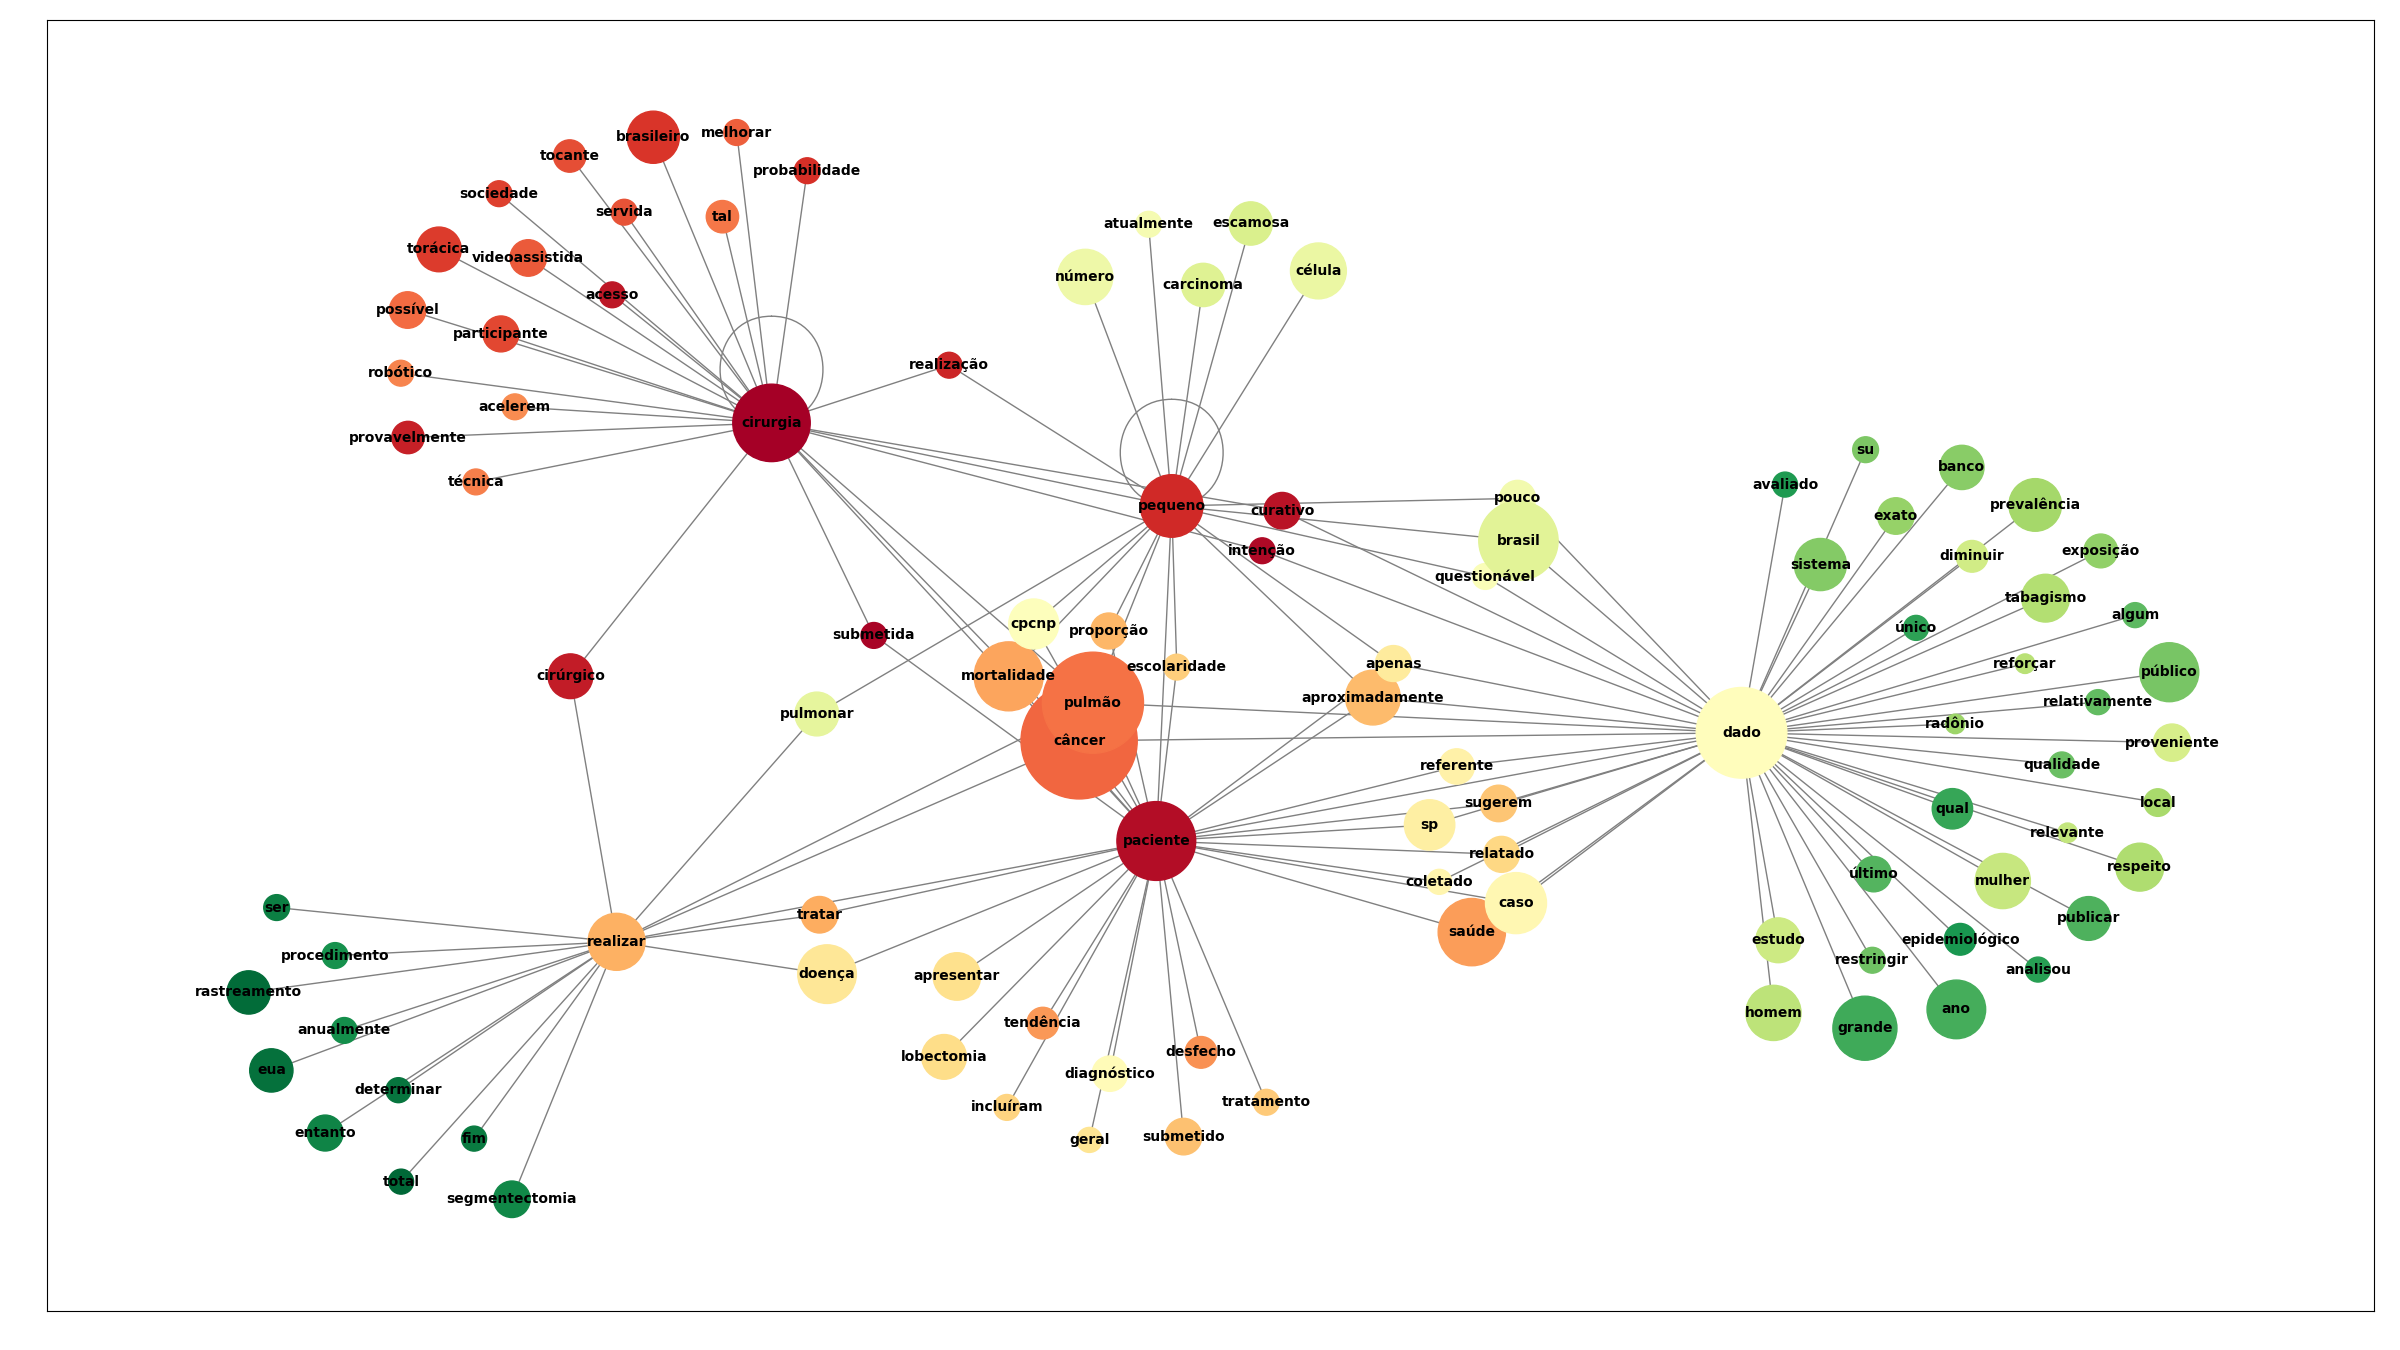 melhorar
brasileiro
tocante
probabilidade
sociedade
servida
tal
torácica
videoassistida
acesso
possível
participante
robótico
acelerem
provavelmente
técnica
cirurgia
realização
atualmente
escamosa
número
carcinoma
célula
pequeno
curativo
intenção
pouco
brasil
questionável
su
banco
avaliado
prevalência
exato
diminuir
exposição
sistema
tabagismo
algum
único
reforçar
público
relativamente
radônio
dado
proveniente
qualidade
local
qual
relevante
respeito
último
mulher
publicar
estudo
epidemiológico
restringir
analisou
homem
grande
ano
submetida
cpcnp
proporção
escolaridade
mortalidade
apenas
aproximadamente
pulmão
câncer
cirúrgico
pulmonar
referente
sugerem
sp
paciente
relatado
coletado
caso
saúde
ser
tratar
realizar
procedimento
rastreamento
doença
apresentar
anualmente
tendência
eua
lobectomia
desfecho
diagnóstico
determinar
incluíram
tratamento
entanto
fim
geral
submetido
total
segmentectomia